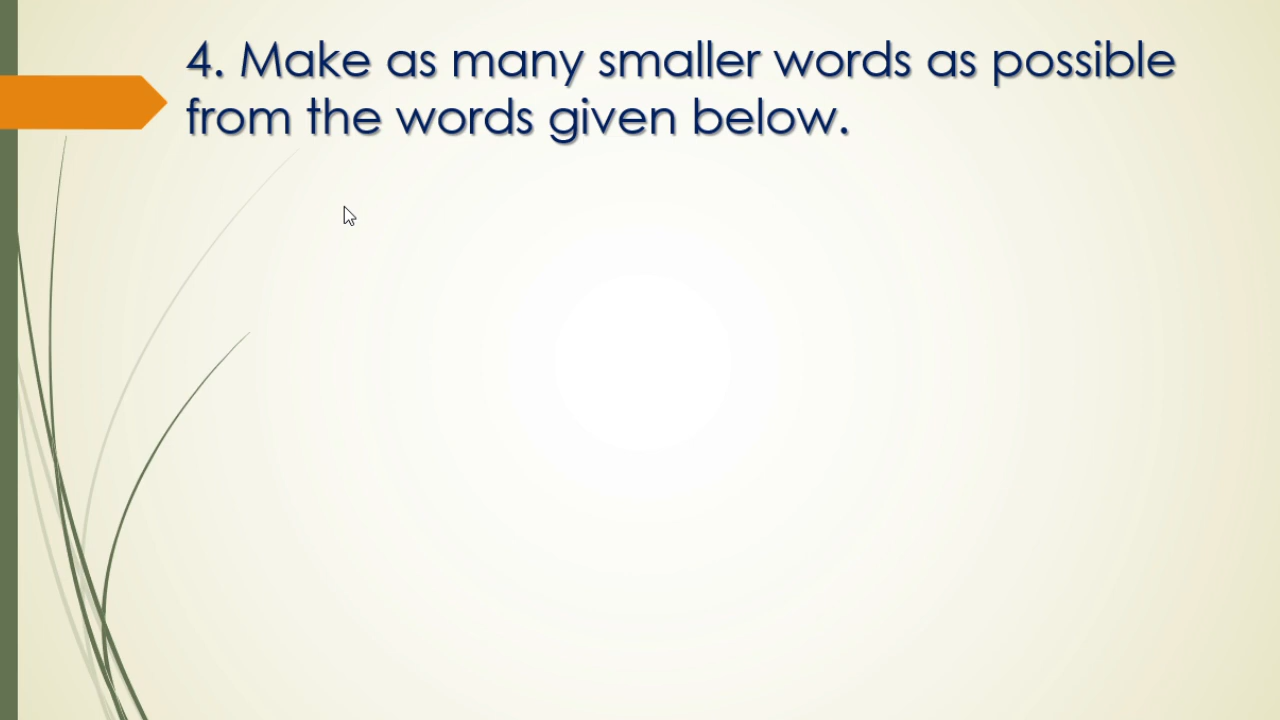 4. Make as many smaller words as possible
from the words given below.